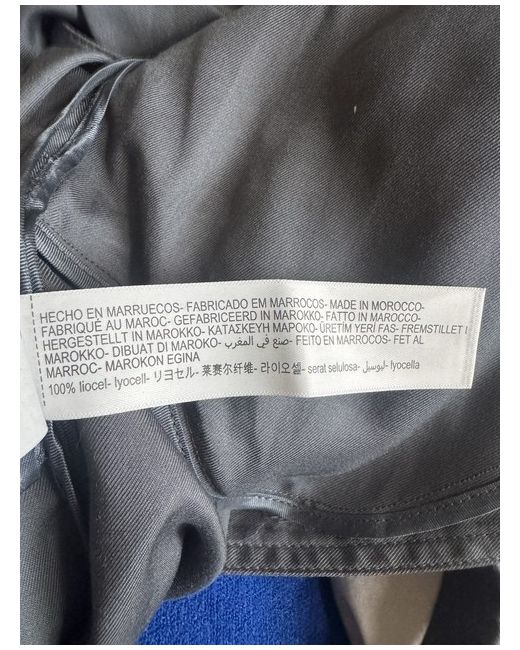 HECHO EN MARRUECOS- FABRICADO EM MARROCOS- MADE IN MOROCCO-
FABRIQUÉ AU MAROC- GEFABRICEERD IN MAROKKO- FATTO IN MAROCCO-
HERGESTELLT IN MAROKKO- ΚΑΤΑΣΚΕΥΗ ΜΑΡΟΚΟ- ÜRETİM YERİ FAS- FREMSTILLET I
MAROKKO- DIBUAT DI MAROKO- صنع في المغرب- FEITO EN MARROCOS- FET AL
MARROC- MAROKON EGINA
100% liocel- lyocell- リヨセル- 莱赛尔纤维- 라이오셀- serat selulosa- ليوسيل- lyocella